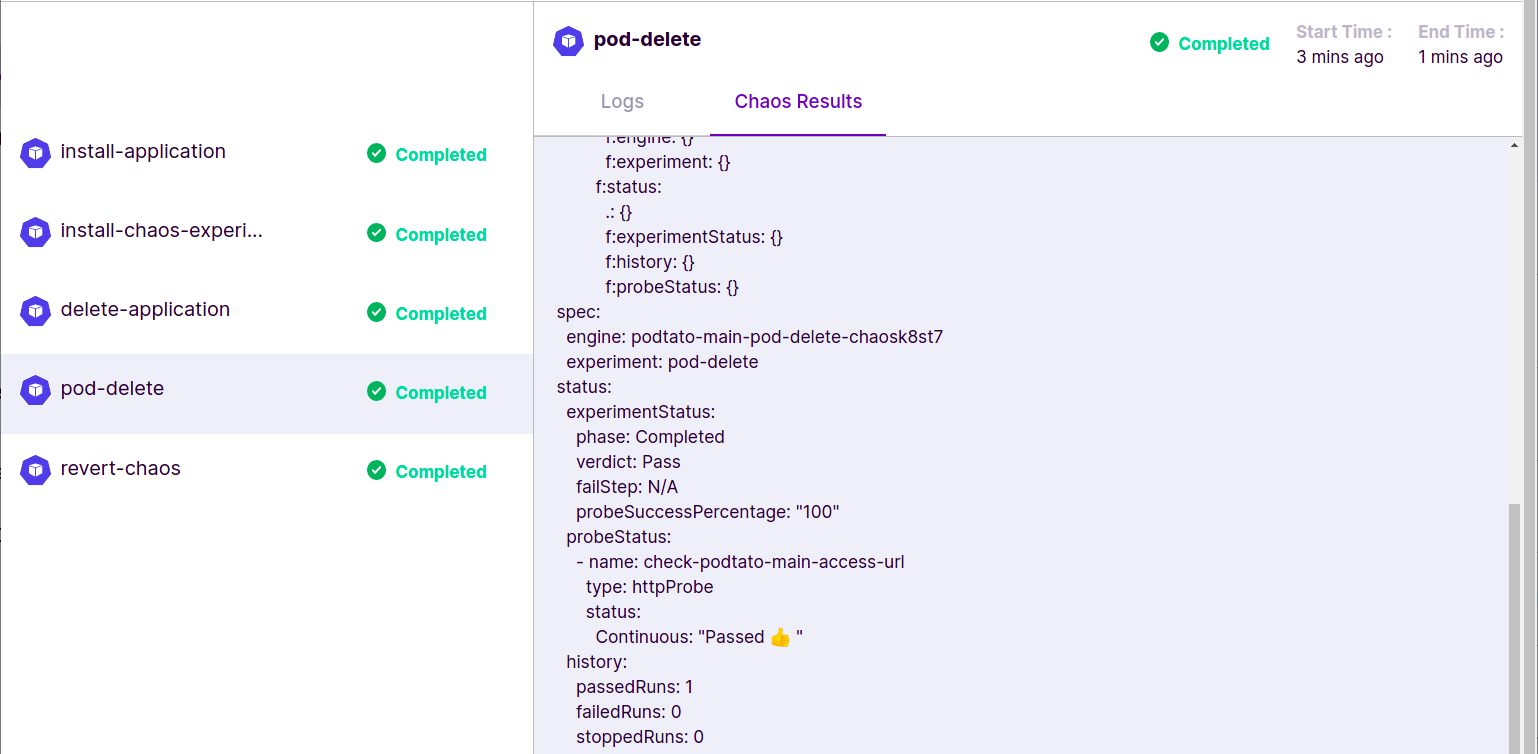 install-application
Completed
install-chaos-experi...
Completed
delete-application
Completed
pod-delete
Completed
revert-chaos
Completed
pod-delete
Completed
Start Time :
3 mins ago
End Time :
1 mins ago
Logs
Chaos Results
f:engine: {}
f:experiment: {}
f:status:
.: {}
f:experimentStatus: {}
f:history: {}
f:probeStatus: {}
spec:
engine: podtato-main-pod-delete-chaosk8st7
experiment: pod-delete
status:
experimentStatus:
phase: Completed
verdict: Pass
failStep: N/A
probeSuccessPercentage: "100"
probeStatus:
- name: check-podtato-main-access-url
type: httpProbe
status:
Continuous: "Passed 👍 "
history:
passedRuns: 1
failedRuns: 0
stoppedRuns: 0